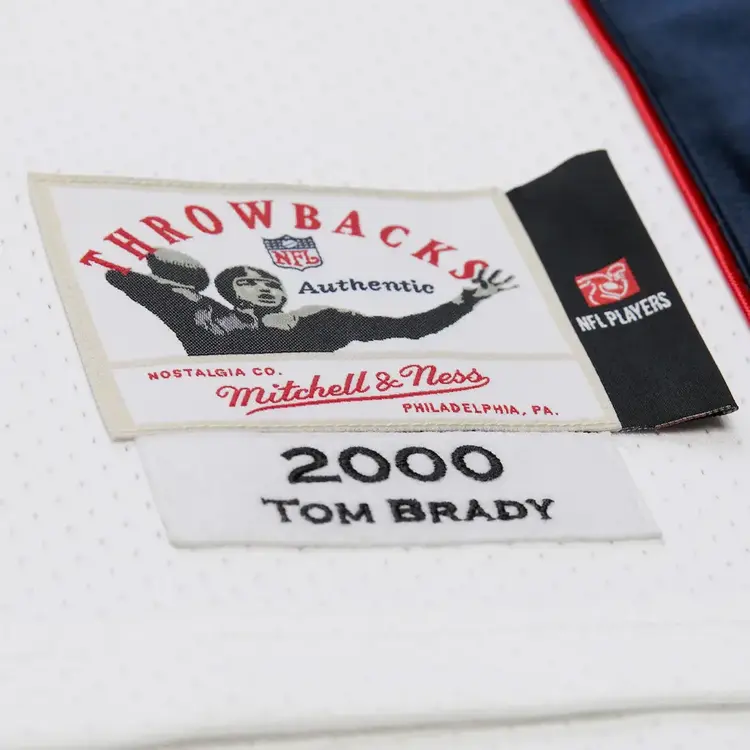 THROWBACKS
NFL
Authentic
NOSTALGIA CO.
Mitchell & Ness
PHILADELPHIA, PA.
NFL PLAYERS
2000
TOM BRADY